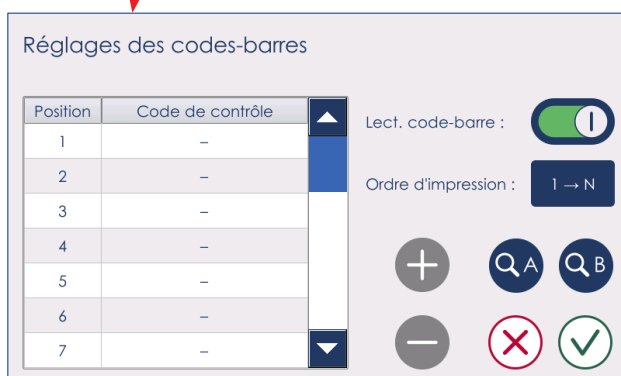 Réglages des codes-barres
Position Code de contrôle
1 –
2 –
3 –
4 –
5 –
6 –
7 –
Lect. code-barre :
Ordre d'impression : 1 → N
A B